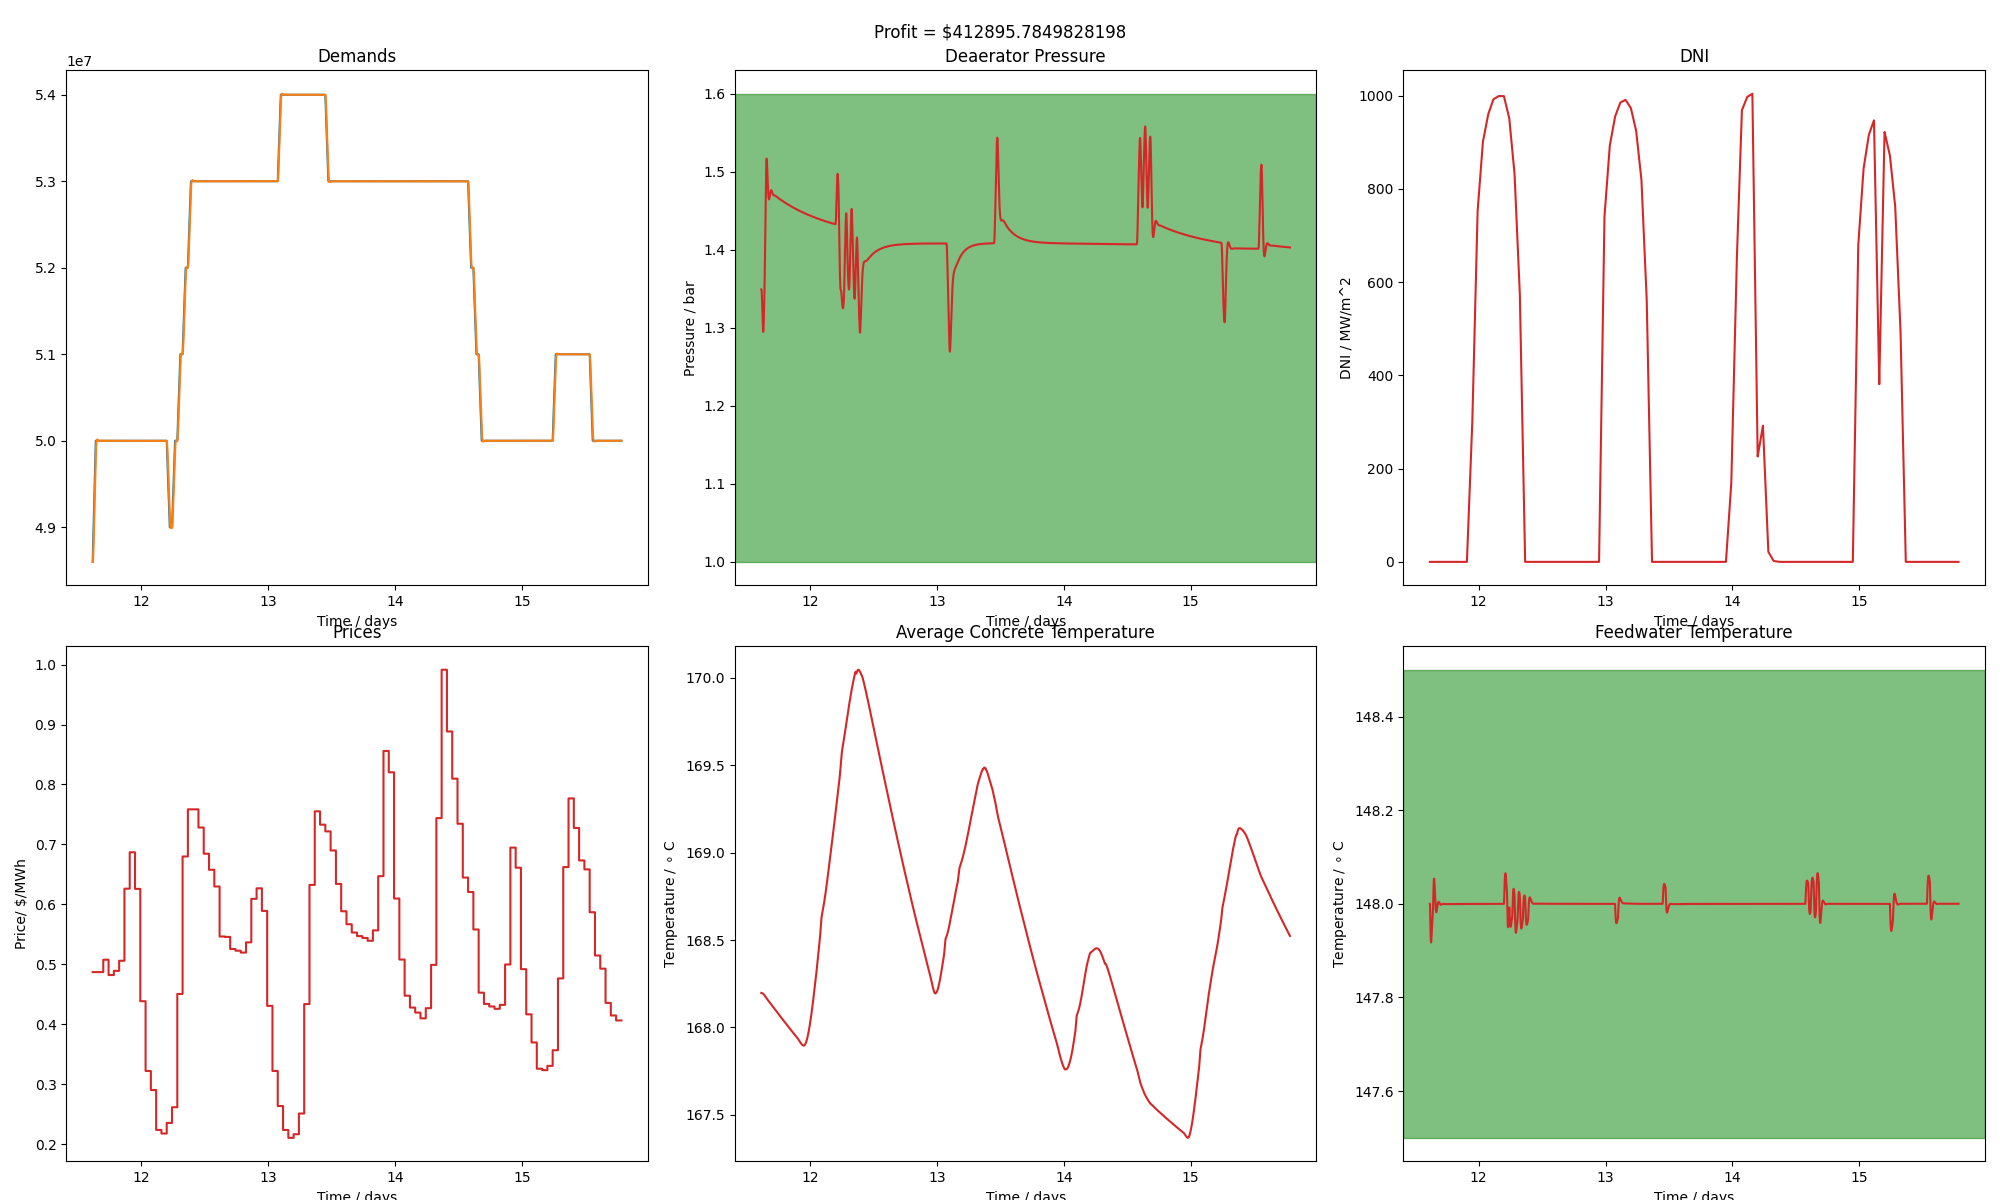 Profit = $412895.7849828198
Demands
1e7
5.4
5.3
5.2
5.1
5.0
4.9
12 13 14 15
Time / days
Deaerator Pressure
Pressure / bar
1.6
1.5
1.4
1.3
1.2
1.1
1.0
12 13 14 15
Time / days
DNI
DNI / MW/m^2
1000
800
600
400
200
0
12 13 14 15
Time / days
Prices
Price/ $/MWh
1.0
0.9
0.8
0.7
0.6
0.5
0.4
0.3
0.2
12 13 14 15
Time / days
Average Concrete Temperature
Temperature / ∘ C
170.0
169.5
169.0
168.5
168.0
167.5
12 13 14 15
Time / days
Feedwater Temperature
Temperature / ∘ C
148.4
148.2
148.0
147.8
147.6
12 13 14 15
Time / days